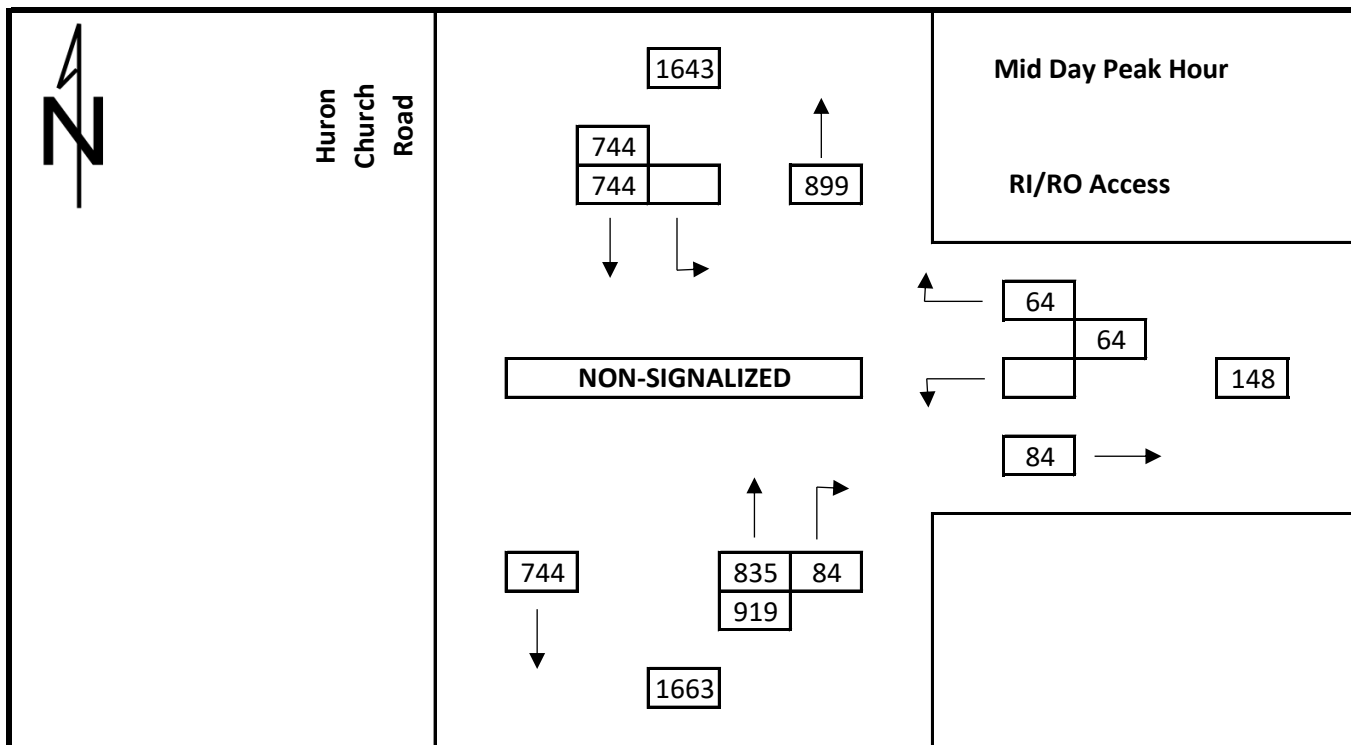 N
Huron
Church
Road
1643
Mid Day Peak Hour
744
744
899
RI/RO Access
64
64
NON-SIGNALIZED
148
84
744
835 84
919
1663